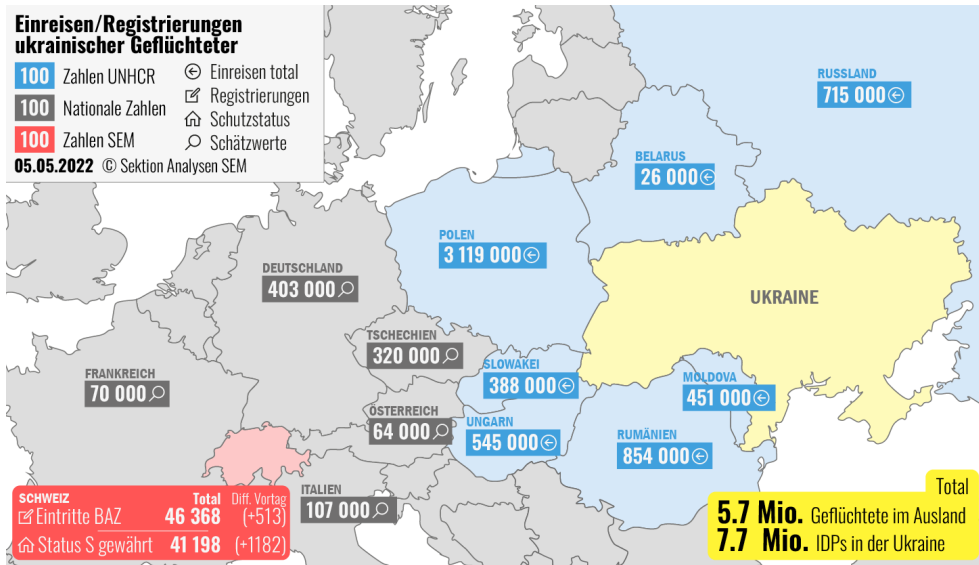 Einreisen/Registrierungen
ukrainischer Geflüchteter
100 Zahlen UNHCR
100 Nationale Zahlen
100 Zahlen SEM
Einreisen total
Registrierungen
Schutzstatus
Schätzwerte
05.05.2022 © Sektion Analysen SEM
RUSSLAND
715 000
BELARUS
26 000
POLEN
3 119 000
DEUTSCHLAND
403 000
UKRAINE
TSCHECHIEN
320 000
SLOWAKEI
388 000
FRANKREICH
70 000
MOLDOVA
451 000
ÖSTERREICH
64 000
UNGARN
545 000
RUMÄNIEN
854 000
ITALIEN
107 000
SCHWEIZ Total Diff. Vortag
Eintritte BAZ 46 368 (+513)
Status S gewährt 41 198 (+1182)
Total
5.7 Mio. Geflüchtete im Ausland
7.7 Mio. IDPs in der Ukraine